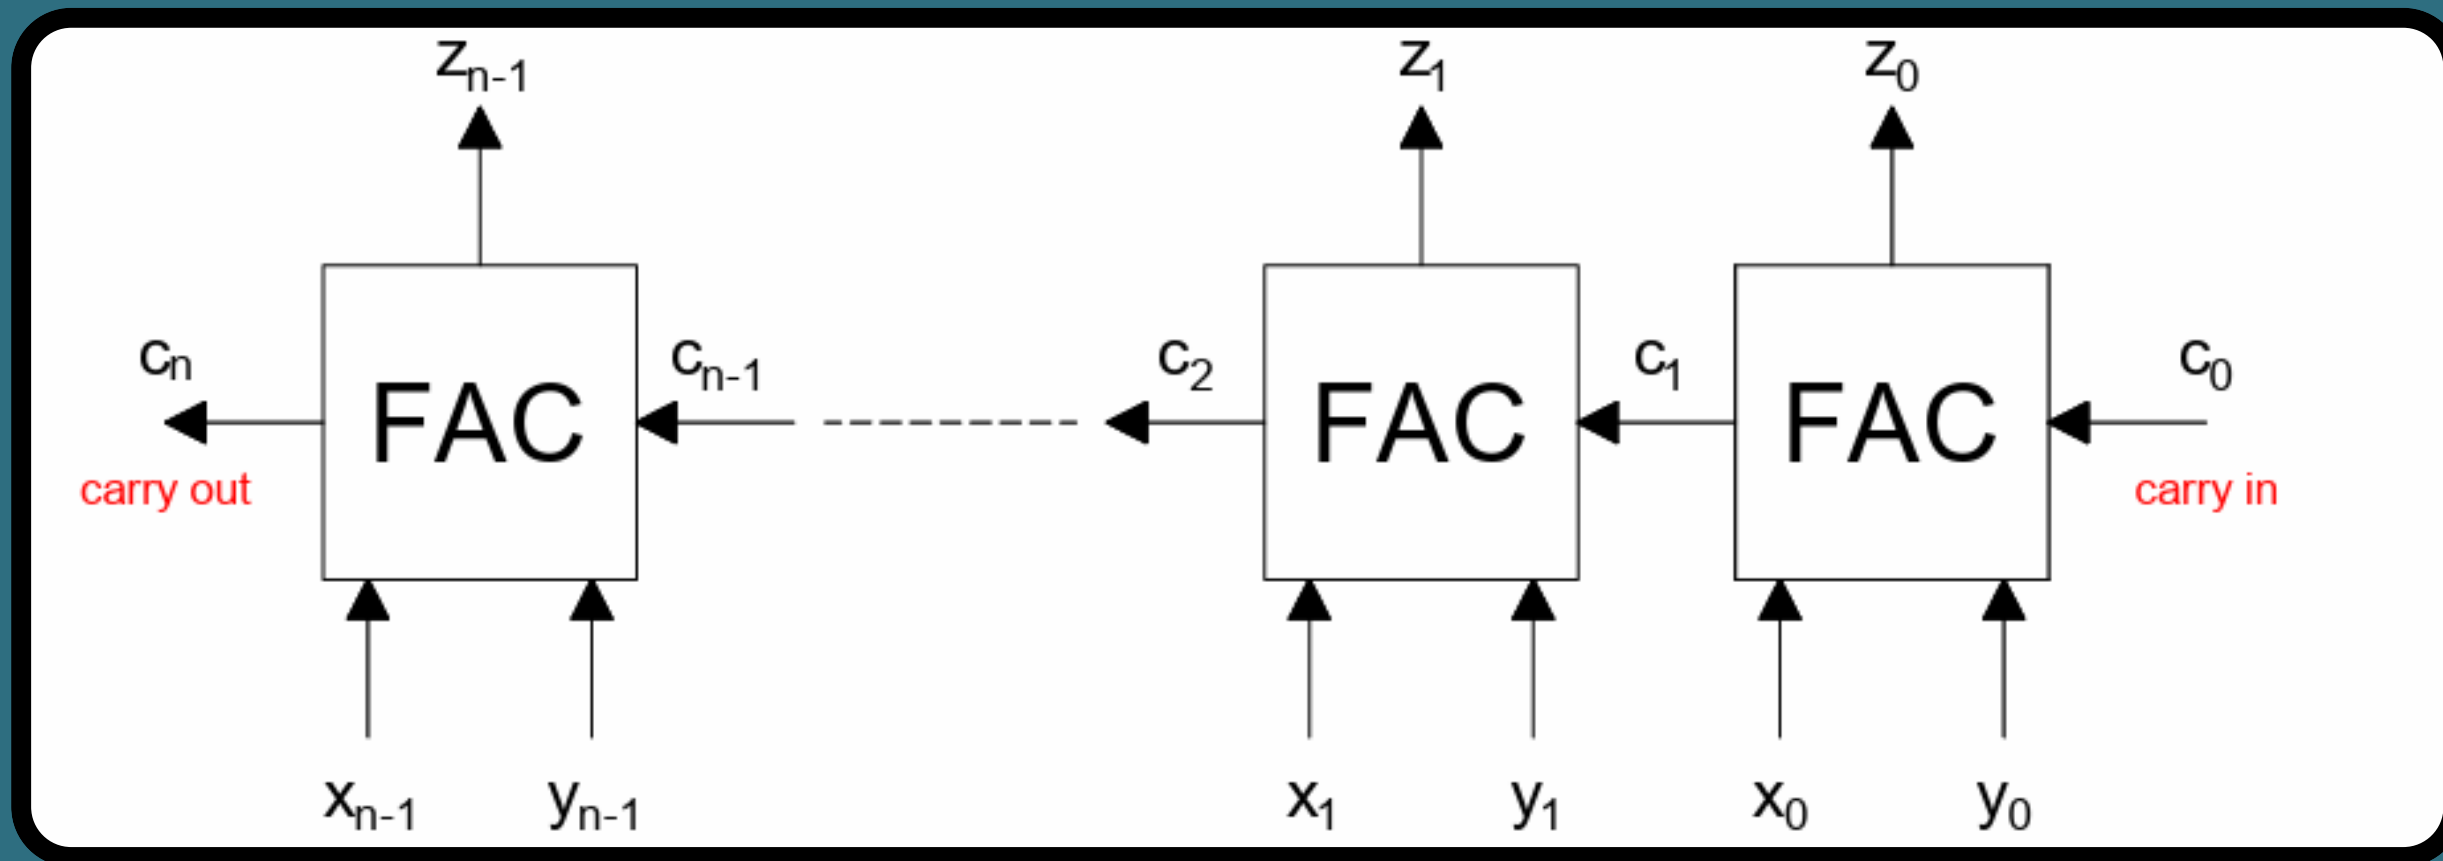 zn-1 z1 z0
cn cn-1 c2 c1 c0
FAC FAC FAC
carry out carry in
xn-1 yn-1 x1 y1 x0 y0